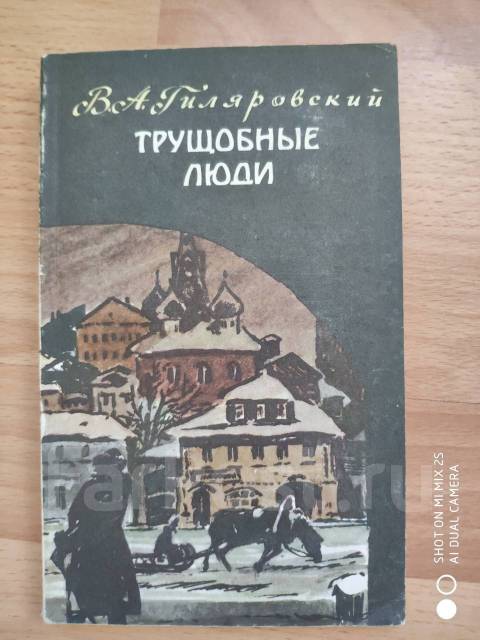 В.А. Гиляровский
ТРУЩОБНЫЕ
ЛЮДИ
SHOT ON MI MIX 2S
AI DUAL CAMERA